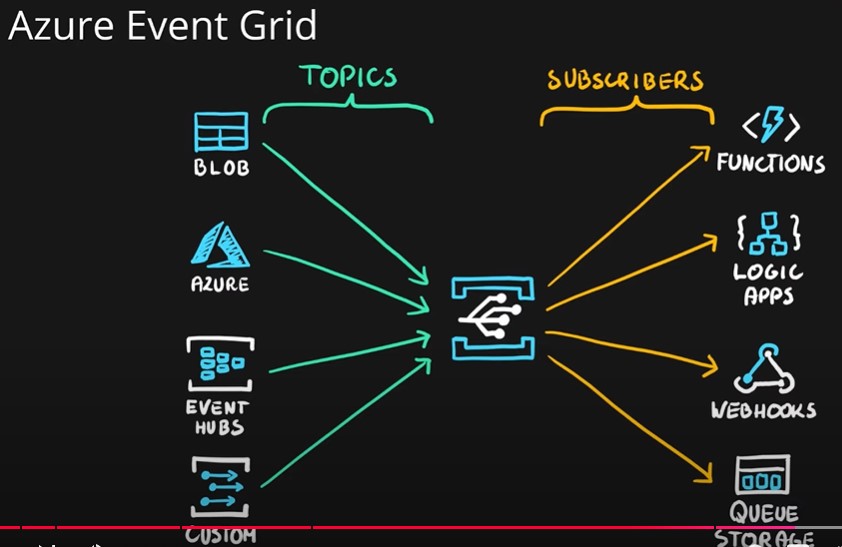 Azure Event Grid
TOPICS
SUBSCRIBERS
BLOB
AZURE
EVENT
HUBS
CUSTOM
FUNCTIONS
LOGIC
APPS
WEBHOOKS
QUEUE
STORAGE